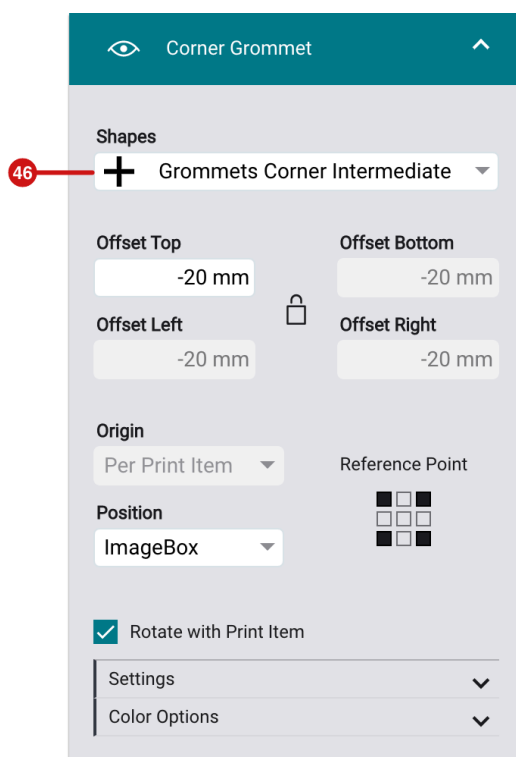 Corner Grommet
Shapes
46
Grommets Corner Intermediate
Offset Top
Offset Bottom
-20 mm
-20 mm
Offset Left
Offset Right
-20 mm
-20 mm
Origin
Per Print Item
Reference Point
Position
ImageBox
Rotate with Print Item
Settings
Color Options